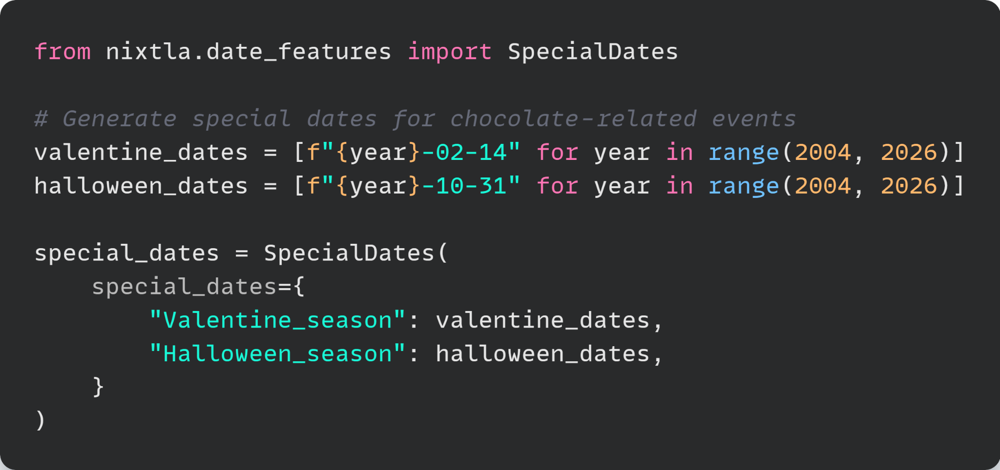 from nixtla.date_features import SpecialDates
# Generate special dates for chocolate-related events
valentine_dates = [f"{year}-02-14" for year in range(2004, 2026)]
halloween_dates = [f"{year}-10-31" for year in range(2004, 2026)]
special_dates = SpecialDates(
    special_dates={
        "Valentine_season": valentine_dates,
        "Halloween_season": halloween_dates,
    }
)